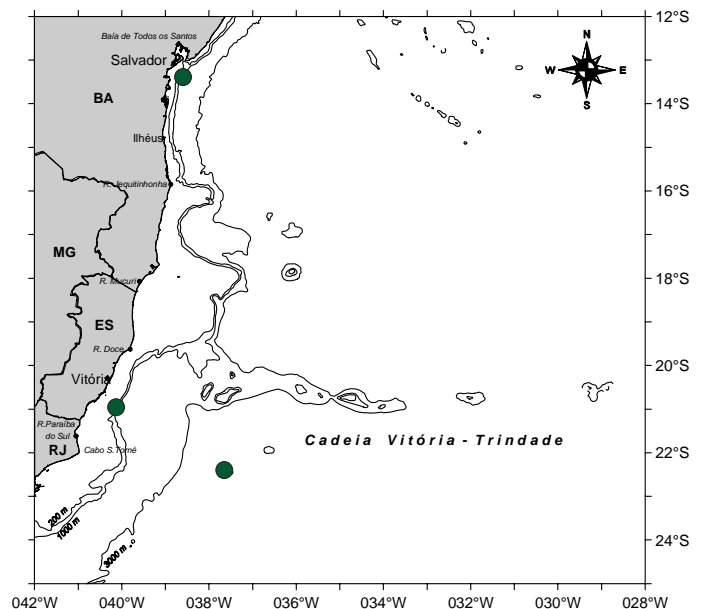 12°S
Baía de Todos os Santos
Salvador
N
W
E
S
BA
14°S
Ilhéus
R. Jequitinhonha
16°S
MG
R. Mucuri
18°S
ES
R. Doce
20°S
Vitória
R.Paraíba
do Sul
Cadeia Vitória - Trindade
RJ
Cabo S.Tomé
22°S
200 m
1000 m
3000 m
24°S
042°W
040°W
038°W
036°W
034°W
032°W
030°W
028°W